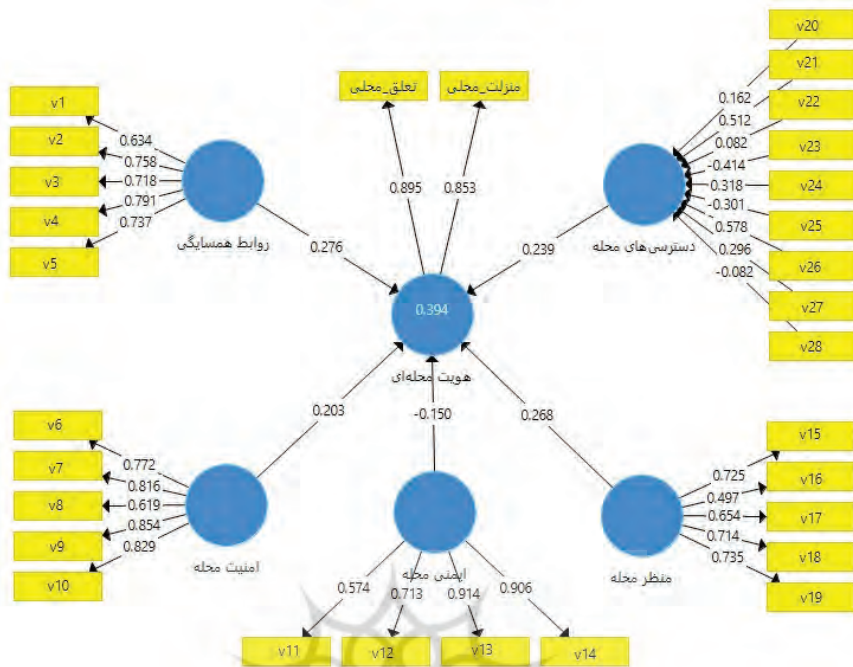 v20
v21
v22
v23
v24
v25
v26
v27
v28
0.162
0.512
0.082
-0.414
0.318
-0.301
0.578
0.296
-0.082
دسترسی‌های محله
0.239
تعلق_محلی
منزلت_محلی
0.895
0.853
v1
v2
v3
v4
v5
0.634
0.758
0.718
0.791
0.737
روابط همسایگی
0.276
0.394
هویت محله‌ای
0.203
-0.150
0.268
v6
v7
v8
v9
v10
0.772
0.816
0.619
0.854
0.829
امنیت محله
ایمنی محله
0.574
0.713
0.914
0.906
v11
v12
v13
v14
منظر محله
0.725
0.497
0.654
0.714
0.735
v15
v16
v17
v18
v19